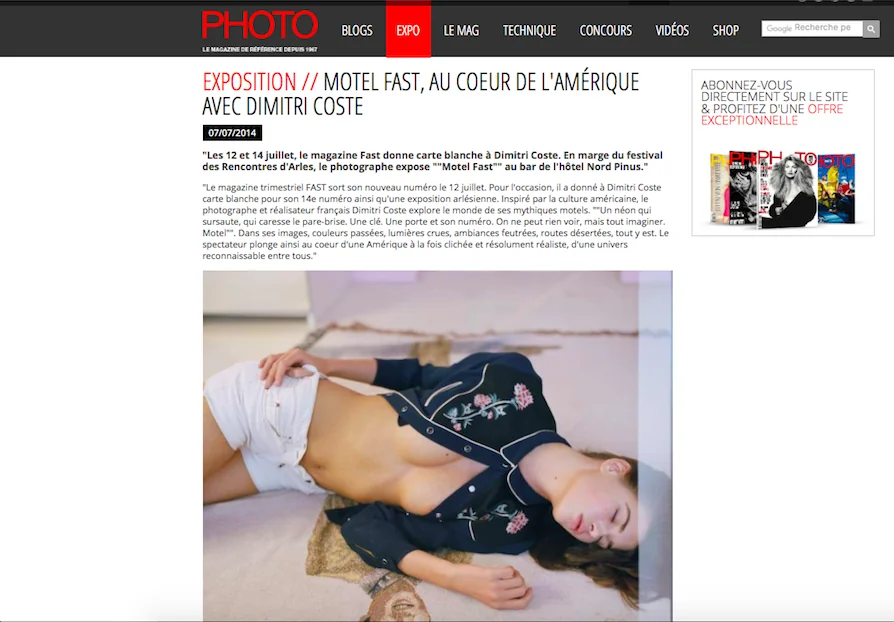 PHOTO
LE MAGAZINE DE RÉFÉRENCE DEPUIS 1967
BLOGS
EXPO
LE MAG
TECHNIQUE
CONCOURS
VIDÉOS
SHOP
Google Recherche pe
EXPOSITION // MOTEL FAST, AU COEUR DE L'AMÉRIQUE
AVEC DIMITRI COSTE
07/07/2014
"Les 12 et 14 juillet, le magazine Fast donne carte blanche à Dimitri Coste. En marge du festival
des Rencontres d'Arles, le photographe expose ""Motel Fast"" au bar de l'hôtel Nord Pinus."
"Le magazine trimestriel FAST sort son nouveau numéro le 12 juillet. Pour l'occasion, il a donné à Dimitri Coste
carte blanche pour son 14e numéro ainsi qu'une exposition arlésienne. Inspiré par la culture américaine, le
photographe et réalisateur français Dimitri Coste explore le monde de ses mythiques motels. ""Un néon qui
sursaute, qui caresse le pare-brise. Une clé. Une porte et son numéro. On ne peut rien voir, mais tout imaginer.
Motel"". Dans ses images, couleurs passées, lumières crues, ambiances feutrées, routes désertées, tout y est. Le
spectateur plonge ainsi au coeur d'une Amérique à la fois clichée et résolument réaliste, d'une univers
reconnaissable entre tous."
ABONNEZ-VOUS
DIRECTEMENT SUR LE SITE
& PROFITEZ D'UNE OFFRE
EXCEPTIONNELLE